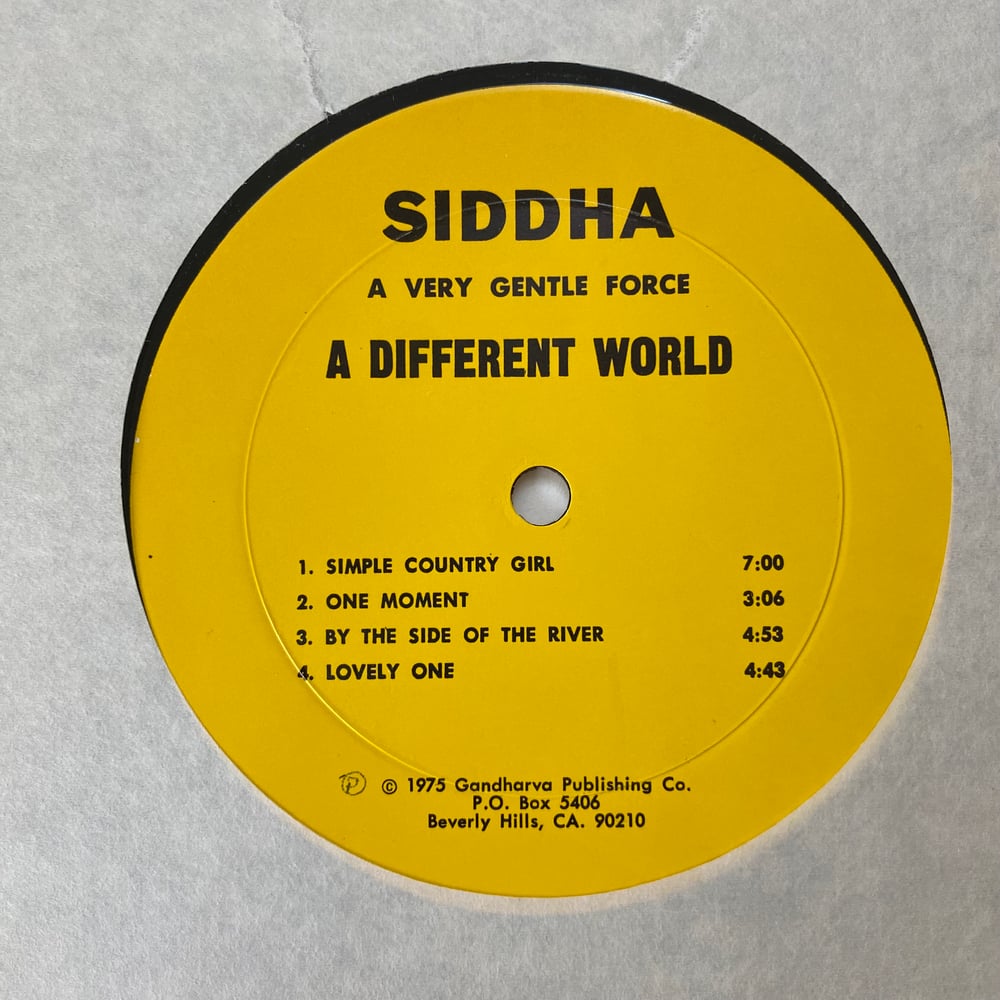 SIDDHA
A VERY GENTLE FORCE
A DIFFERENT WORLD
1. SIMPLE COUNTRY GIRL 7:00
2. ONE MOMENT 3:06
3. BY THE SIDE OF THE RIVER 4:53
4. LOVELY ONE 4:43
℗ © 1975 Gandharva Publishing Co.
P.O. Box 5406
Beverly Hills, CA. 90210